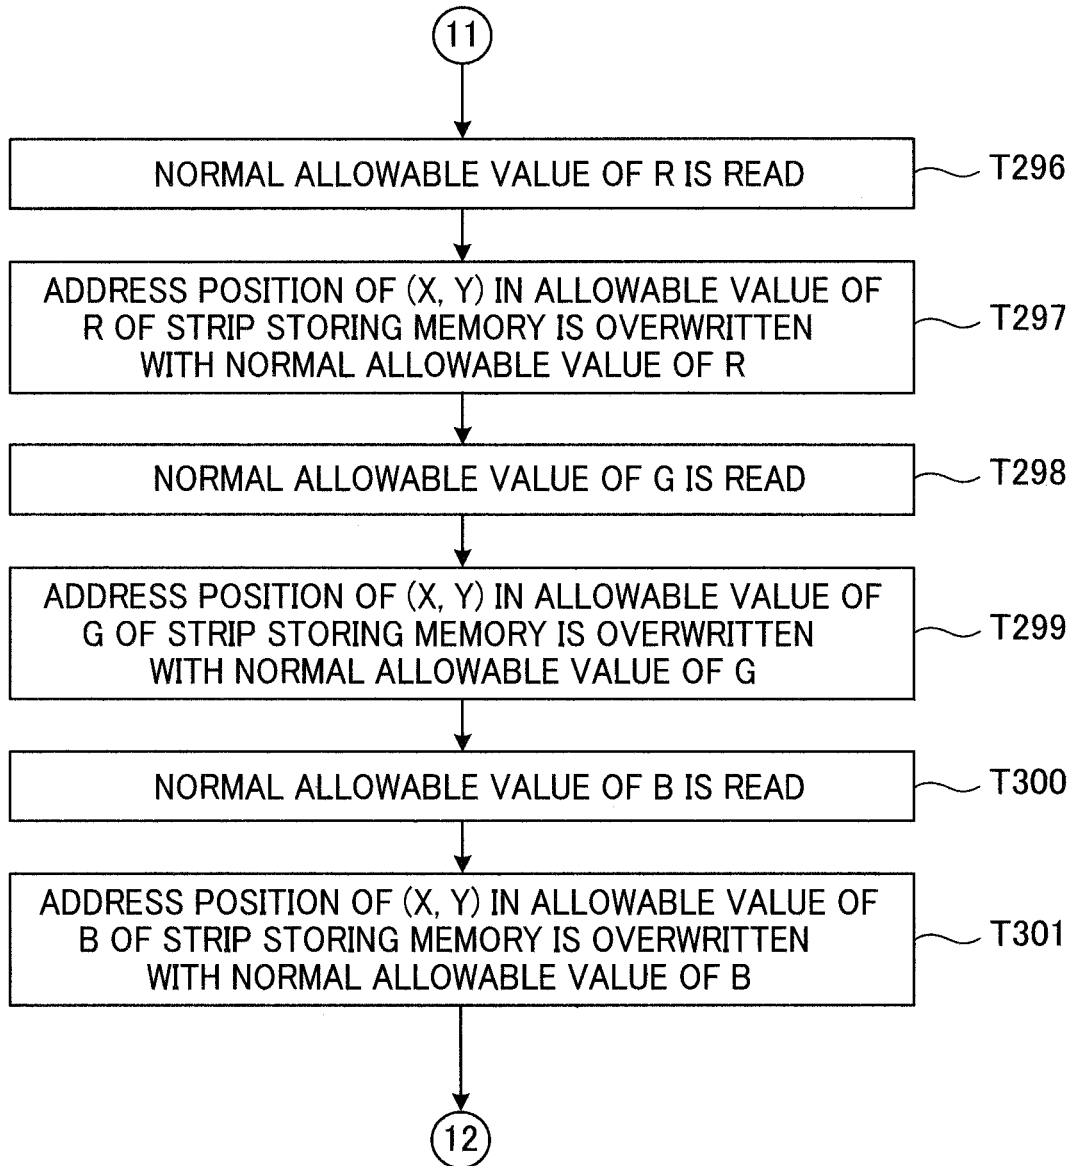 11
NORMAL ALLOWABLE VALUE OF R IS READ
T296
ADDRESS POSITION OF (X, Y) IN ALLOWABLE VALUE OF
R OF STRIP STORING MEMORY IS OVERWRITTEN
WITH NORMAL ALLOWABLE VALUE OF R
T297
NORMAL ALLOWABLE VALUE OF G IS READ
T298
ADDRESS POSITION OF (X, Y) IN ALLOWABLE VALUE OF
G OF STRIP STORING MEMORY IS OVERWRITTEN
WITH NORMAL ALLOWABLE VALUE OF G
T299
NORMAL ALLOWABLE VALUE OF B IS READ
T300
ADDRESS POSITION OF (X, Y) IN ALLOWABLE VALUE OF
B OF STRIP STORING MEMORY IS OVERWRITTEN
WITH NORMAL ALLOWABLE VALUE OF B
T301
12